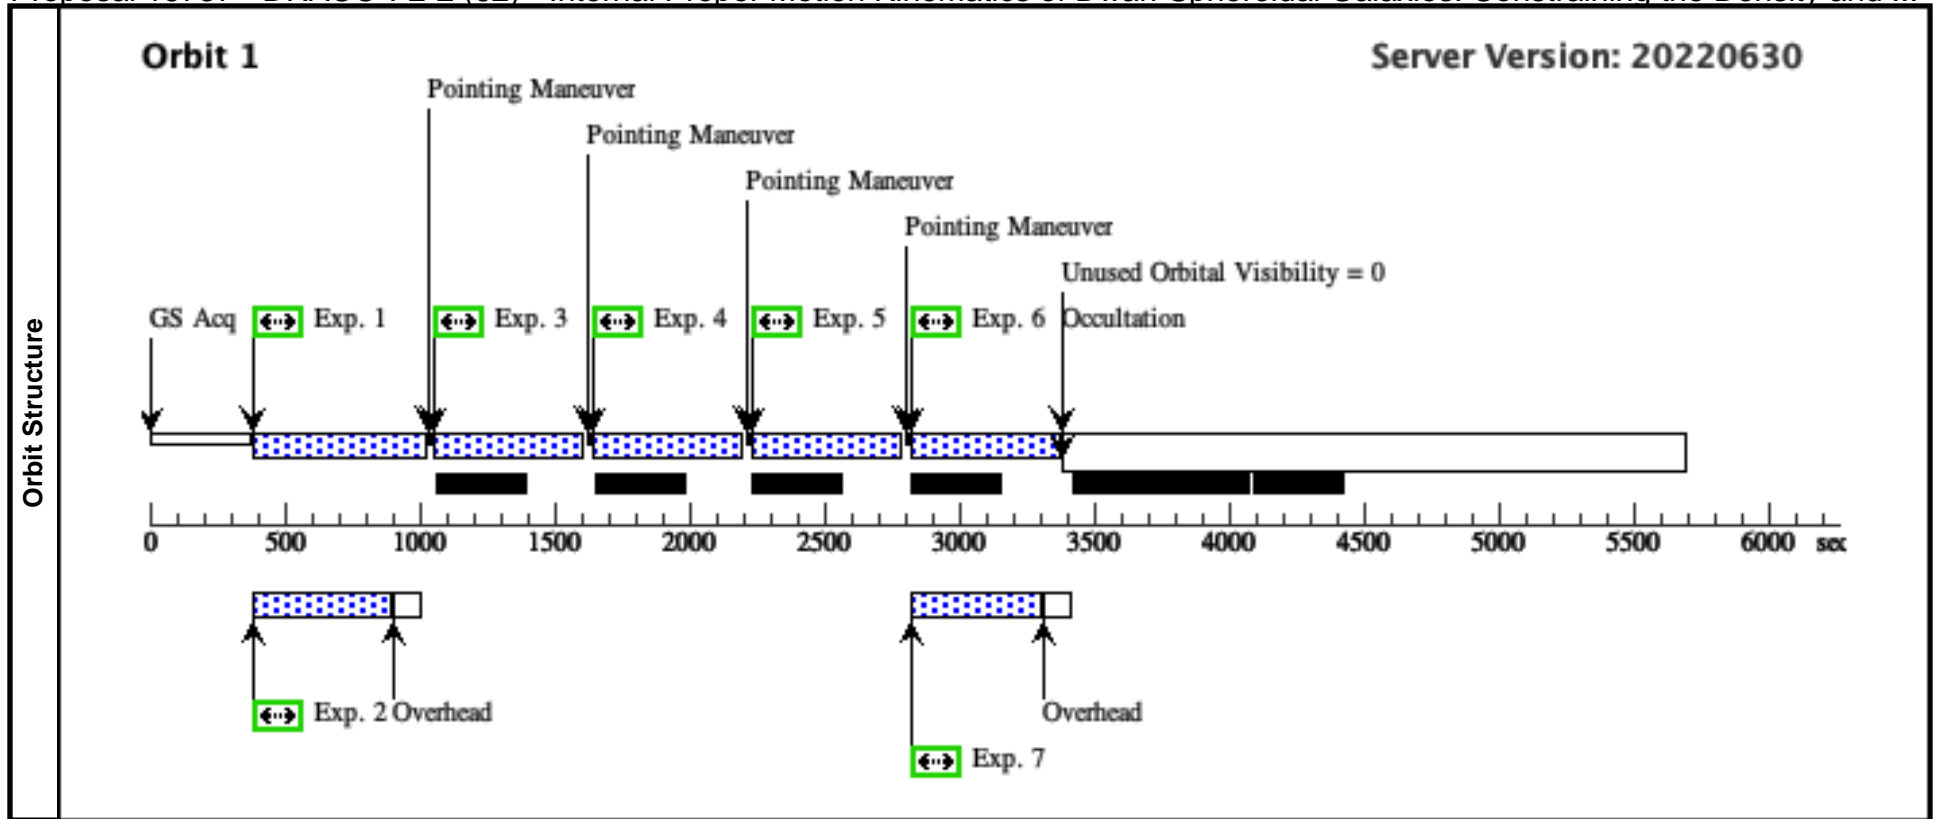 Orbit 1
Server Version: 20220630
Pointing Maneuver
Pointing Maneuver
Pointing Maneuver
Pointing Maneuver
Unused Orbital Visibility = 0
GS Acq Exp. 1 Exp. 3 Exp. 4 Exp. 5 Exp. 6 Occultation
Orbit Structure
0 500 1000 1500 2000 2500 3000 3500 4000 4500 5000 5500 6000 sec
Exp. 2 Overhead
Overhead
Exp. 7